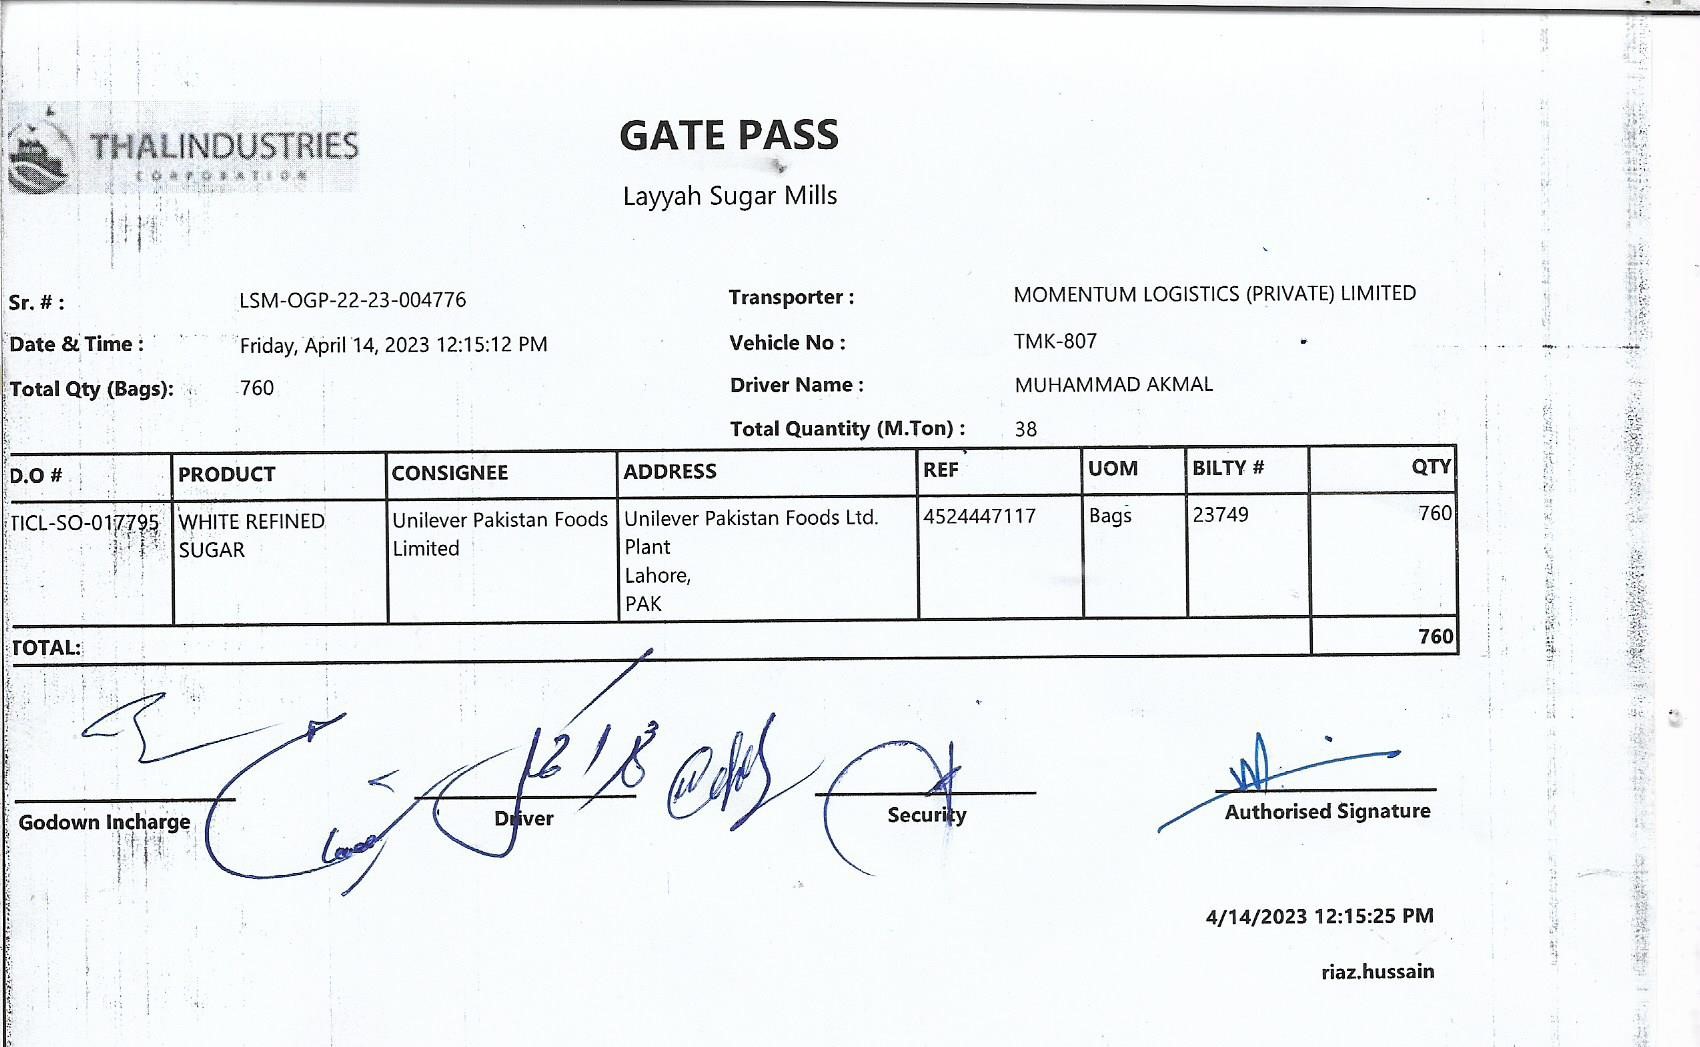 THALINDUSTRIES
CORPORATION
GATE PASS
Layyah Sugar Mills
Sr. # : LSM-OGP-22-23-004776
Transporter : MOMENTUM LOGISTICS (PRIVATE) LIMITED
Date & Time : Friday, April 14, 2023 12:15:12 PM
Vehicle No : TMK-807
Total Qty (Bags): 760
Driver Name : MUHAMMAD AKMAL
Total Quantity (M.Ton) : 38
D.O # PRODUCT CONSIGNEE ADDRESS REF UOM BILTY # QTY
TICL-SO-017795 WHITE REFINED Unilever Pakistan Foods Unilever Pakistan Foods Ltd. 4524447117 Bags 23749 760
SUGAR Limited Plant
Lahore,
PAK
TOTAL: 760
Godown Incharge Driver Security Authorised Signature
4/14/2023 12:15:25 PM
riaz.hussain